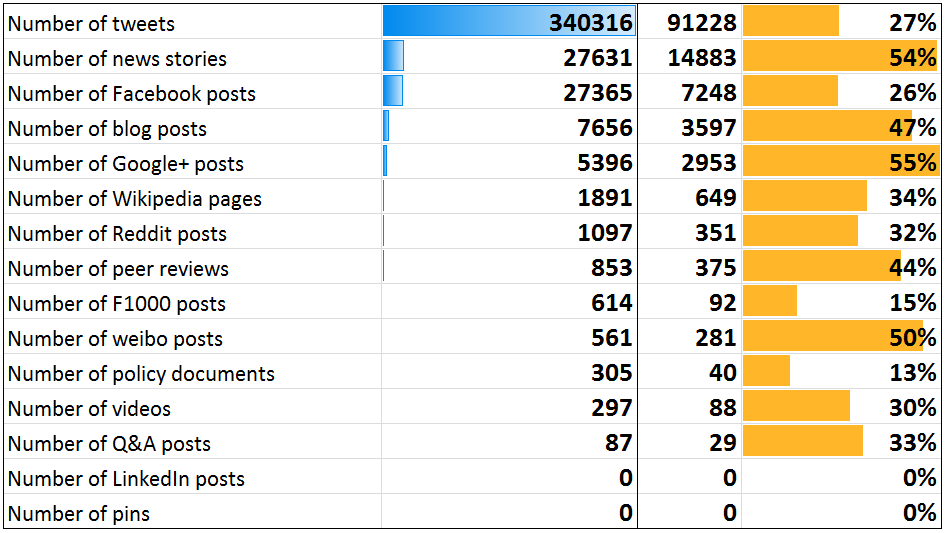 Number of tweets 340316 91228 27%
Number of news stories 27631 14883 54%
Number of Facebook posts 27365 7248 26%
Number of blog posts 7656 3597 47%
Number of Google+ posts 5396 2953 55%
Number of Wikipedia pages 1891 649 34%
Number of Reddit posts 1097 351 32%
Number of peer reviews 853 375 44%
Number of F1000 posts 614 92 15%
Number of weibo posts 561 281 50%
Number of policy documents 305 40 13%
Number of videos 297 88 30%
Number of Q&A posts 87 29 33%
Number of LinkedIn posts 0 0 0%
Number of pins 0 0 0%